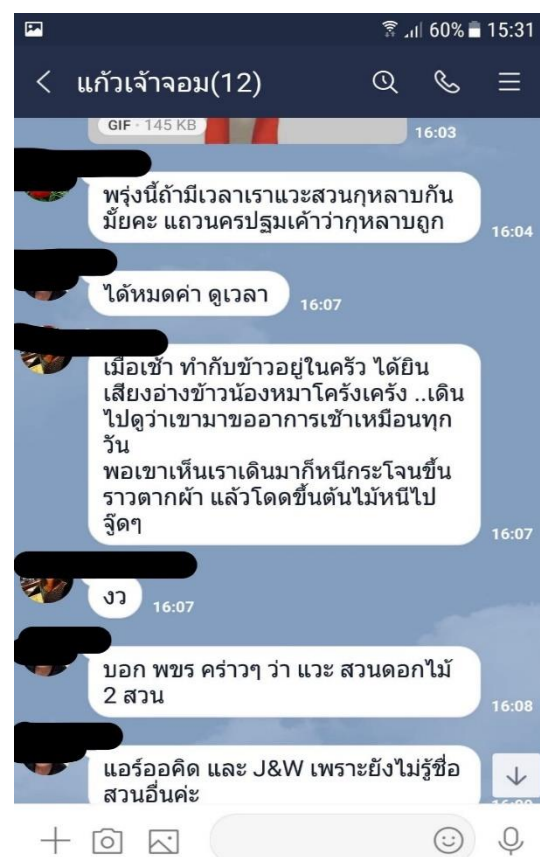 60% 15:31
แก้วเจ้าจอม(12)
GIF · 145 KB
16:03
พรุ่งนี้ถ้ามีเวลาเราแวะสวนกุหลาบกัน
มั้ยคะ แถวนครปฐมเค้าว่ากุหลาบถูก
16:04
ได้หมดค่า ดูเวลา
16:07
เมื่อเช้า ทำกับข้าวอยู่ในครัว ได้ยิน
เสียงอ่างข้าวน้องหมาโคร้งเคร้ง ..เดิน
ไปดูว่าเขามาขออาการเช้าเหมือนทุก
วัน
พอเขาเห็นเราเดินมาก็หนีกระโจนขึ้น
ราวตากผ้า แล้วโดดขึ้นต้นไม้หนีไป
จู๊ดๆ
16:07
งว
16:07
บอก พขร คร่าวๆ ว่า แวะ สวนดอกไม้
2 สวน
16:08
แอร์ออคิด และ J&W เพราะยังไม่รู้ชื่อ
สวนอื่นค่ะ